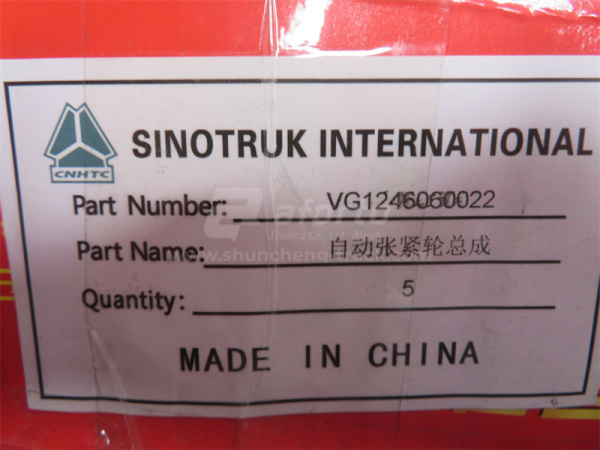 CNHTC
SINOTRUK INTERNATIONAL
Part Number: VG1246060022
Part Name: 自动张紧轮总成
Quantity: 5
MADE IN CHINA
G